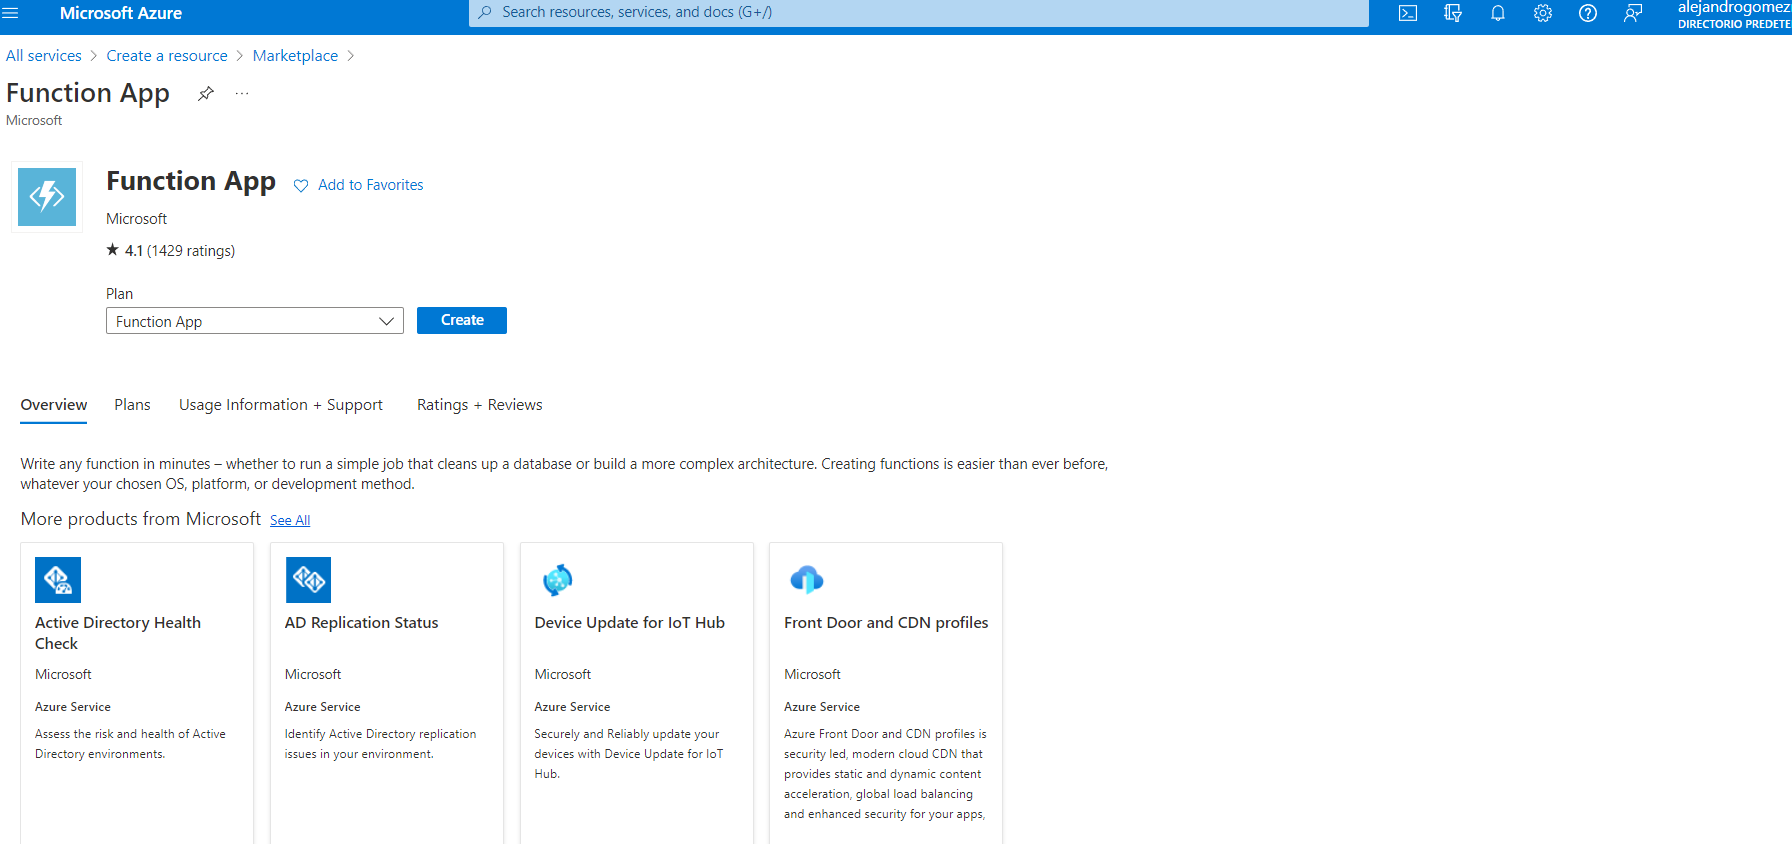 Microsoft Azure
Search resources, services, and docs (G+/)
alejandrogomez
DIRECTORIO PREDETE
All services > Create a resource > Marketplace >
Function App ...
Microsoft
Function App Add to Favorites
Microsoft
★ 4.1 (1429 ratings)
Plan
Function App
Create
Overview Plans Usage Information + Support Ratings + Reviews
Write any function in minutes – whether to run a simple job that cleans up a database or build a more complex architecture. Creating functions is easier than ever before,
whatever your chosen OS, platform, or development method.
More products from Microsoft See All
Active Directory Health
Check
Microsoft
Azure Service
Assess the risk and health of Active
Directory environments.
AD Replication Status
Microsoft
Azure Service
Identify Active Directory replication
issues in your environment.
Device Update for IoT Hub
Microsoft
Azure Service
Securely and Reliably update your
devices with Device Update for IoT
Hub.
Front Door and CDN profiles
Microsoft
Azure Service
Azure Front Door and CDN profiles is
security led, modern cloud CDN that
provides static and dynamic content
acceleration, global load balancing
and enhanced security for your apps,